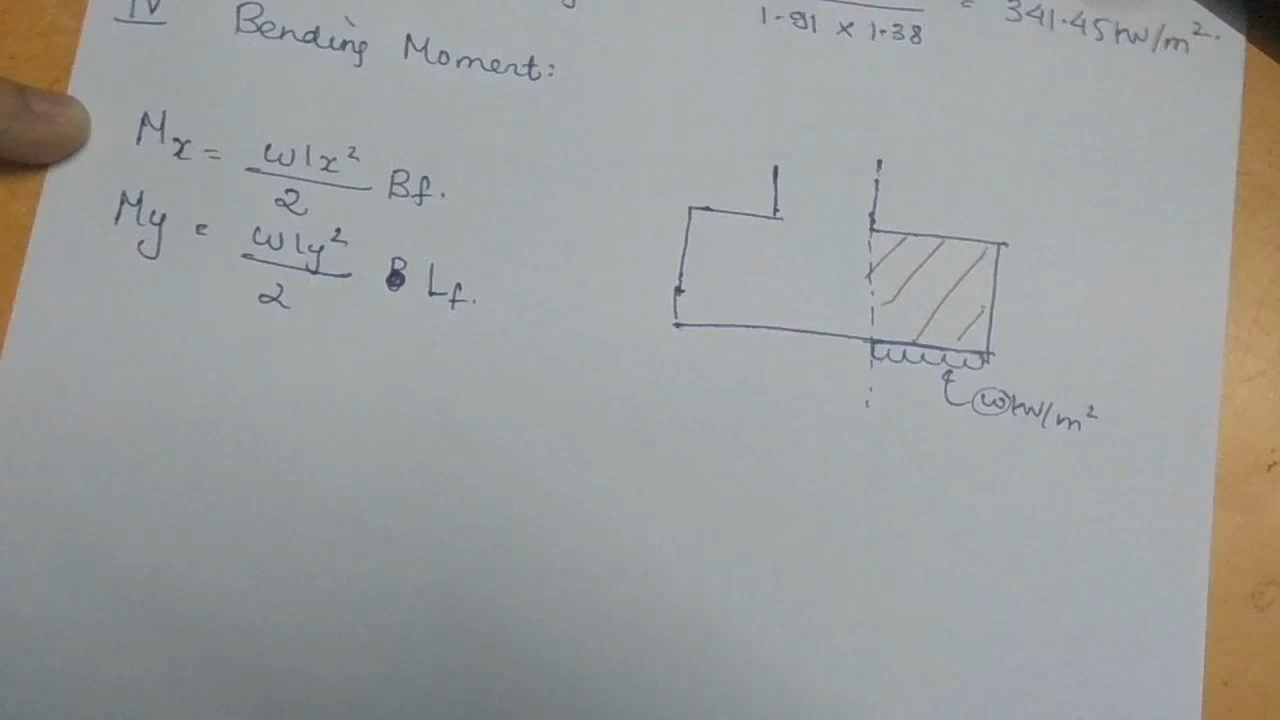 IV Bending Moment:
1.91 × 1.38 = 341.45 kN/m².
Mx = wlx²/2 Bf.
My = wly²/2 Lf.
w kN/m²